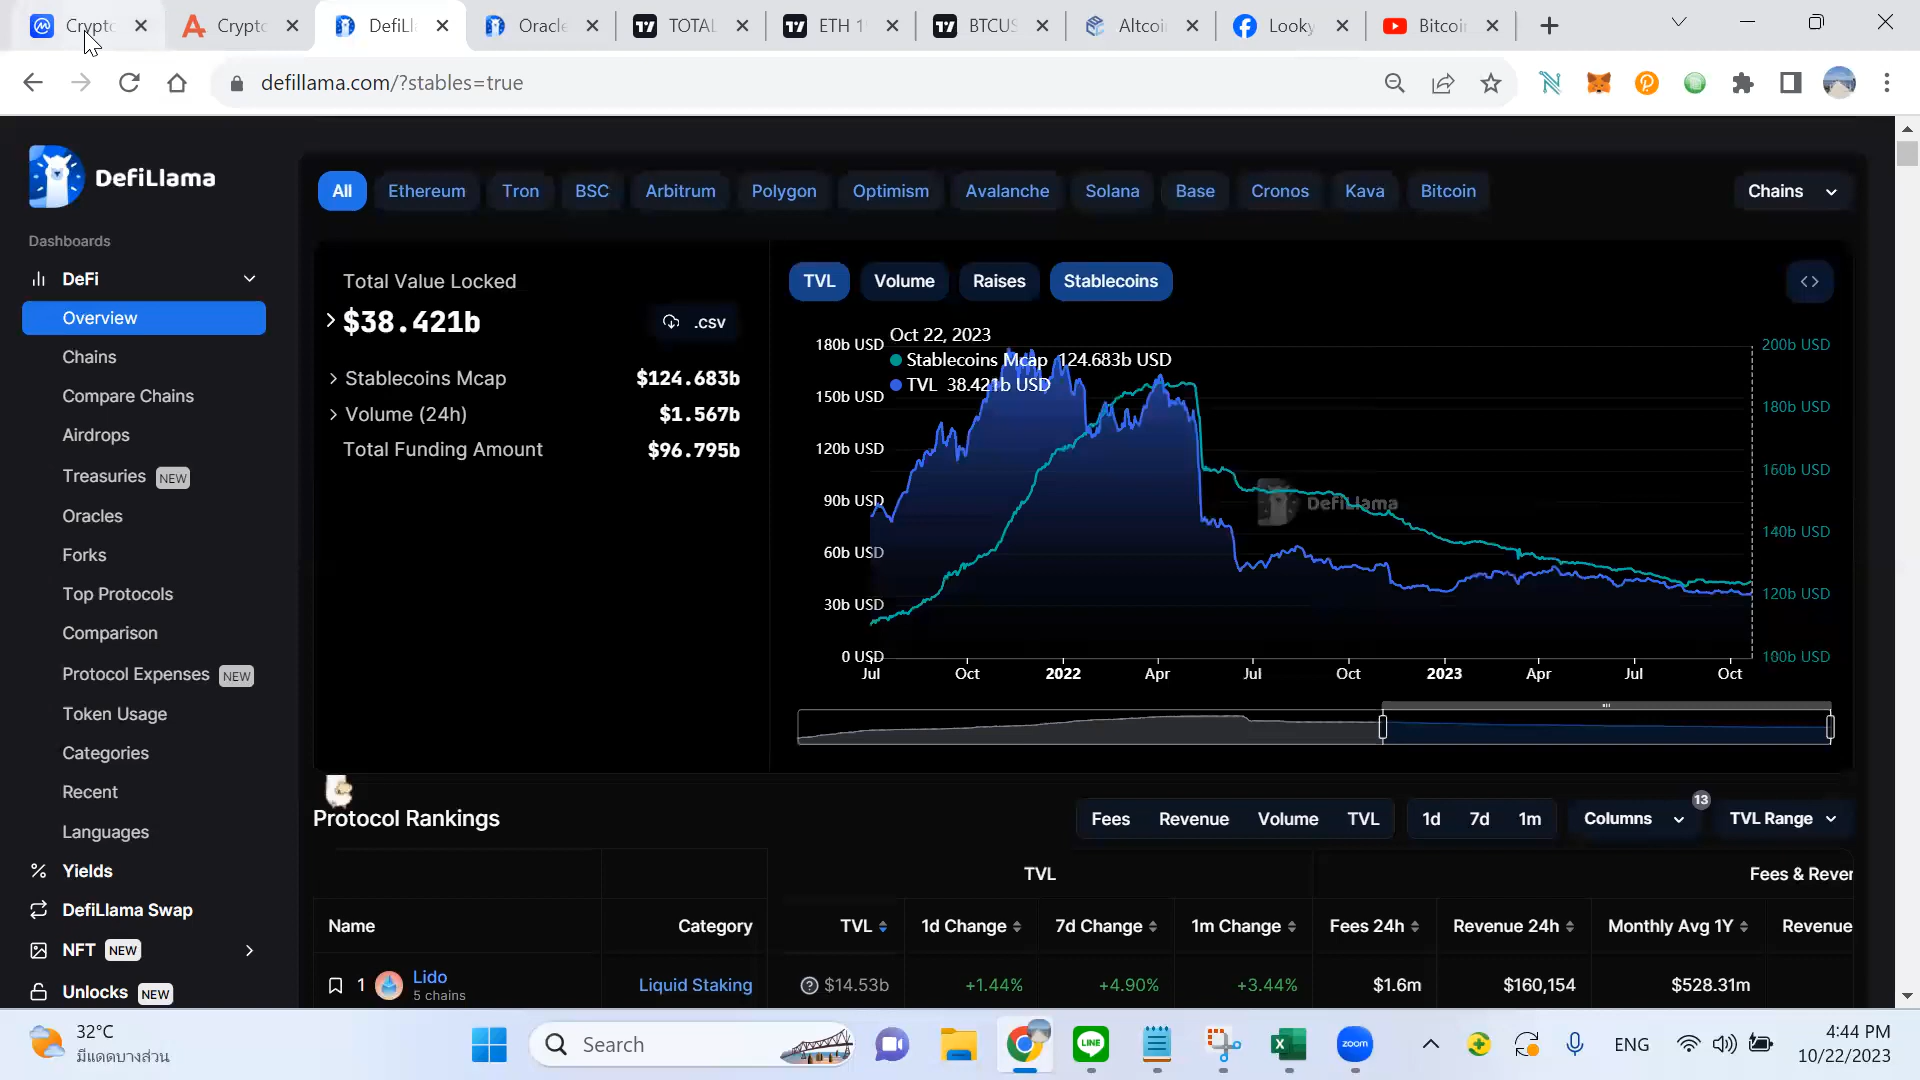 Crypto
Crypto
DefiLla
Oracle
TOTAL
ETH 1
BTCUS
Altcoi
Looky
Bitcoin
defillama.com/?stables=true
DefiLlama
Dashboards
DeFi
Overview
Chains
Compare Chains
Airdrops
Treasuries NEW
Oracles
Forks
Top Protocols
Comparison
Protocol Expenses NEW
Token Usage
Categories
Recent
Languages
Yields
DefiLlama Swap
NFT NEW
Unlocks NEW
All Ethereum Tron BSC Arbitrum Polygon Optimism Avalanche Solana Base Cronos Kava Bitcoin
Chains
Total Value Locked
$38.421b
.csv
Stablecoins Mcap $124.683b
Volume (24h) $1.567b
Total Funding Amount $96.795b
TVL Volume Raises Stablecoins
Oct 22, 2023
Stablecoins Mcap 124.683b USD
TVL 38.421b USD
180b USD
150b USD
120b USD
90b USD
60b USD
30b USD
0 USD
200b USD
180b USD
160b USD
140b USD
120b USD
100b USD
DefiLlama
Jul Oct 2022 Apr Jul Oct 2023 Apr Jul Oct
Protocol Rankings
Fees Revenue Volume TVL
1d 7d 1m
Columns
13
TVL Range
TVL
Fees & Rever
Name Category TVL 1d Change 7d Change 1m Change Fees 24h Revenue 24h Monthly Avg 1Y Revenue
1 Lido Liquid Staking $14.53b +1.44% +4.90% +3.44% $1.6m $160,154 $528.31m
5 chains
32°C
มีแดดบางส่วน
Search
LINE
zoom
ENG
4:44 PM
10/22/2023